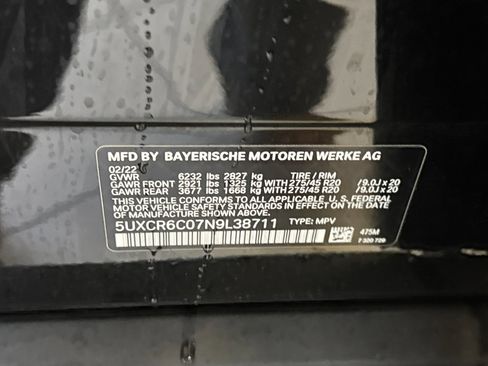 MFD BY BAYERISCHE MOTOREN WERKE AG
02/22
GVWR 6232 lbs 2827 kg TIRE / RIM
GAWR FRONT 2921 lbs 1325 kg WITH 275/45 R20 /9.0J x 20
GAWR REAR 3677 lbs 1668 kg WITH 275/45 R20 /9.0J x 20
THIS VEHICLE CONFORMS TO ALL APPLICABLE U. S. FEDERAL
MOTOR VEHICLE SAFETY STANDARDS IN EFFECT
ON THE DATE OF MANUFACTURE SHOWN ABOVE.
5UXCR6C07N9L38711 TYPE: MPV
475M
7 320 729